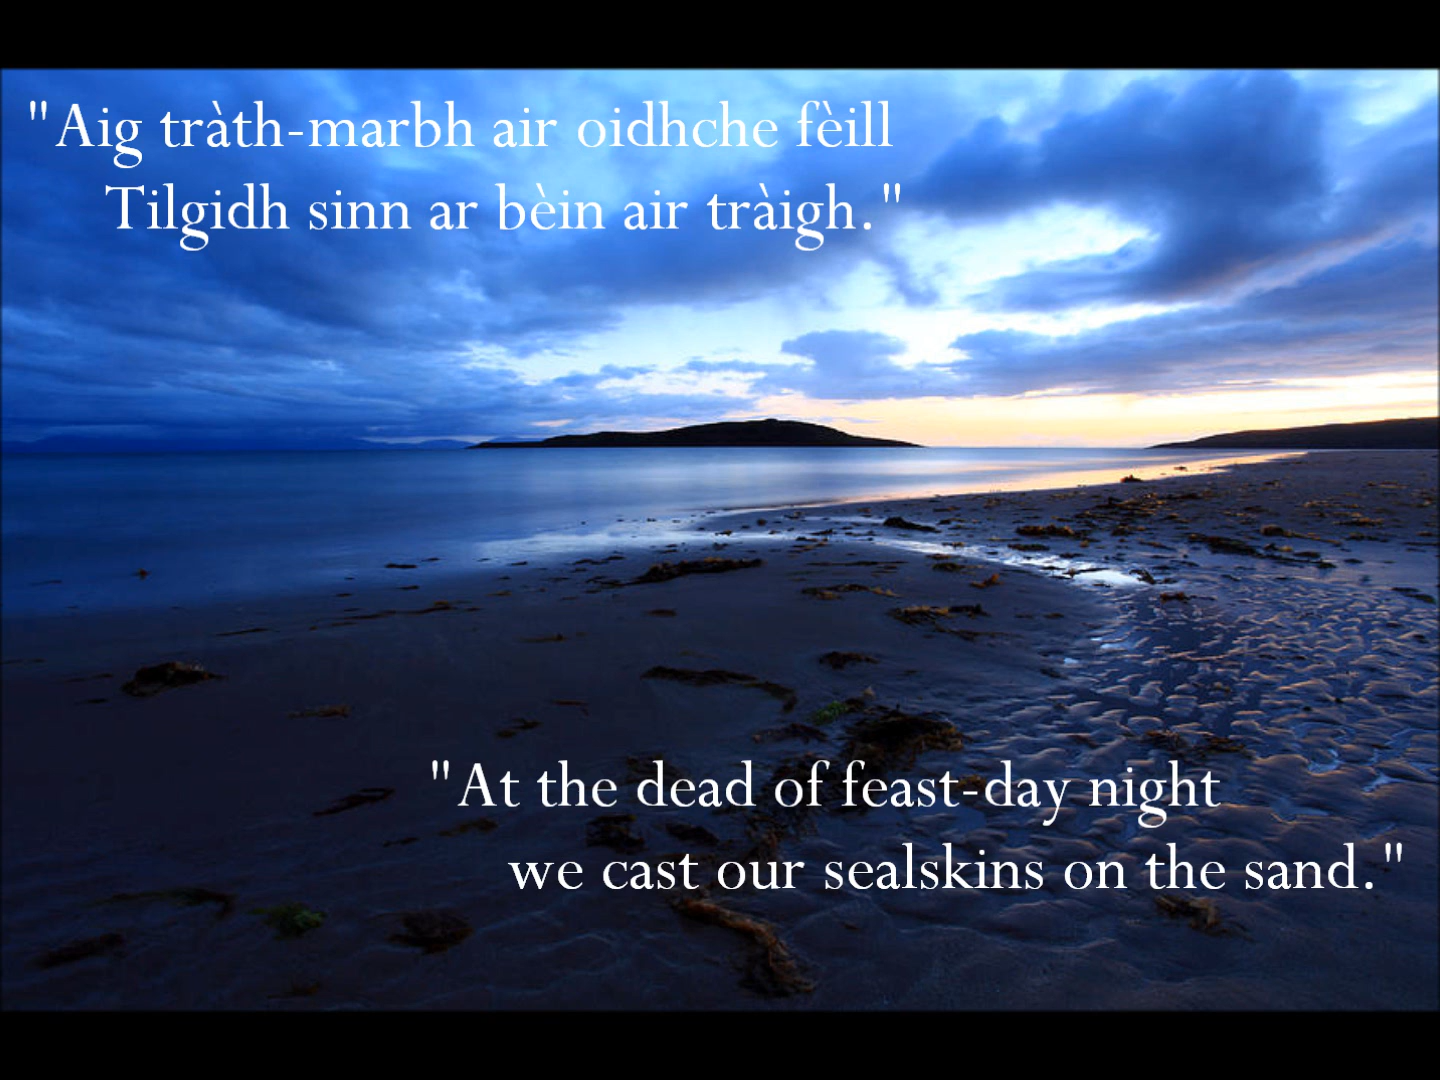 "Aig tràth-marbh air oidhche fèill
Tilgidh sinn ar bèin air tràigh."
"At the dead of feast-day night
we cast our sealskins on the sand."